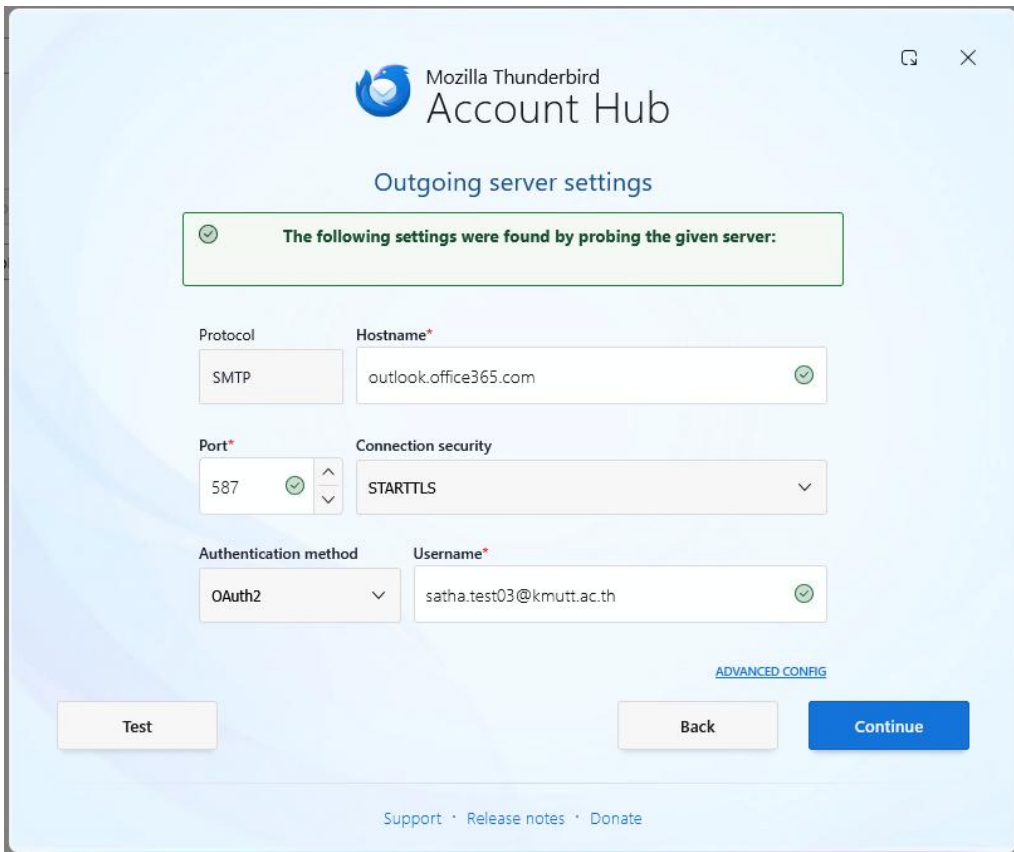 Mozilla Thunderbird
Account Hub
Outgoing server settings
The following settings were found by probing the given server:
Protocol
Hostname*
SMTP
outlook.office365.com
Port*
Connection security
587
STARTTLS
Authentication method
Username*
OAuth2
satha.test03@kmutt.ac.th
ADVANCED CONFIG
Test
Back
Continue
Support · Release notes · Donate